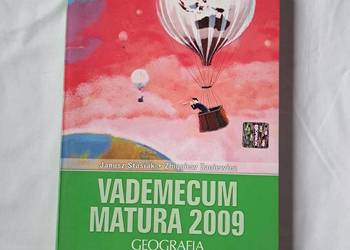 Janusz Stasiak • Zbigniew Zaniewicz
VADEMECUM
MATURA 2009
GEOGRAFIA